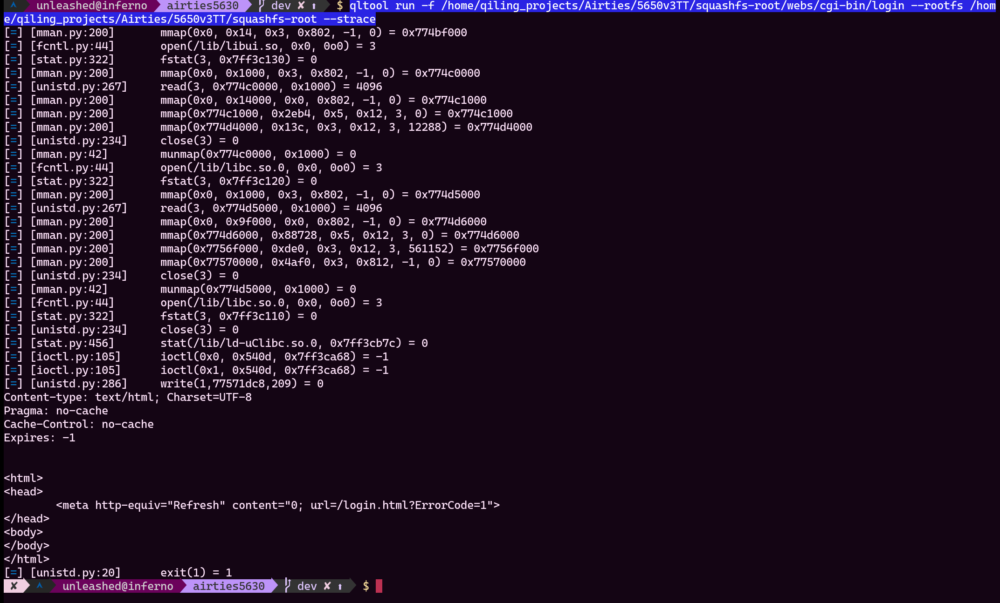 unleashed@inferno airties5630 dev ✘ ⬆ $ qltool run -f /home/qiling_projects/Airties/5650v3TT/squashfs-root/webs/cgi-bin/login --rootfs /hom
e/qiling_projects/Airties/5650v3TT/squashfs-root --strace
[=] [mman.py:200]       mmap(0x0, 0x14, 0x3, 0x802, -1, 0) = 0x774bf000
[=] [fcntl.py:44]       open(/lib/libui.so, 0x0, 0o0) = 3
[=] [stat.py:322]       fstat(3, 0x7ff3c130) = 0
[=] [mman.py:200]       mmap(0x0, 0x1000, 0x3, 0x802, -1, 0) = 0x774c0000
[=] [unistd.py:267]     read(3, 0x774c0000, 0x1000) = 4096
[=] [mman.py:200]       mmap(0x0, 0x14000, 0x0, 0x802, -1, 0) = 0x774c1000
[=] [mman.py:200]       mmap(0x774c1000, 0x2eb4, 0x5, 0x12, 3, 0) = 0x774c1000
[=] [mman.py:200]       mmap(0x774d4000, 0x13c, 0x3, 0x12, 3, 12288) = 0x774d4000
[=] [unistd.py:234]     close(3) = 0
[=] [mman.py:42]        munmap(0x774c0000, 0x1000) = 0
[=] [fcntl.py:44]       open(/lib/libc.so.0, 0x0, 0o0) = 3
[=] [stat.py:322]       fstat(3, 0x7ff3c120) = 0
[=] [mman.py:200]       mmap(0x0, 0x1000, 0x3, 0x802, -1, 0) = 0x774d5000
[=] [unistd.py:267]     read(3, 0x774d5000, 0x1000) = 4096
[=] [mman.py:200]       mmap(0x0, 0x9f000, 0x0, 0x802, -1, 0) = 0x774d6000
[=] [mman.py:200]       mmap(0x774d6000, 0x88728, 0x5, 0x12, 3, 0) = 0x774d6000
[=] [mman.py:200]       mmap(0x7756f000, 0xde0, 0x3, 0x12, 3, 561152) = 0x7756f000
[=] [mman.py:200]       mmap(0x77570000, 0x4af0, 0x3, 0x812, -1, 0) = 0x77570000
[=] [unistd.py:234]     close(3) = 0
[=] [mman.py:42]        munmap(0x774d5000, 0x1000) = 0
[=] [fcntl.py:44]       open(/lib/libc.so.0, 0x0, 0o0) = 3
[=] [stat.py:322]       fstat(3, 0x7ff3c110) = 0
[=] [unistd.py:234]     close(3) = 0
[=] [stat.py:456]       stat(/lib/ld-uClibc.so.0, 0x7ff3cb7c) = 0
[=] [ioctl.py:105]      ioctl(0x0, 0x540d, 0x7ff3ca68) = -1
[=] [ioctl.py:105]      ioctl(0x1, 0x540d, 0x7ff3ca68) = -1
[=] [unistd.py:286]     write(1,77571dc8,209) = 0
Content-type: text/html; Charset=UTF-8
Pragma: no-cache
Cache-Control: no-cache
Expires: -1
<html>
<head>
        <meta http-equiv="Refresh" content="0; url=/login.html?ErrorCode=1">
</head>
<body>
</body>
</html>
[=] [unistd.py:20]      exit(1) = 1
✘ unleashed@inferno airties5630 dev ✘ ⬆ $